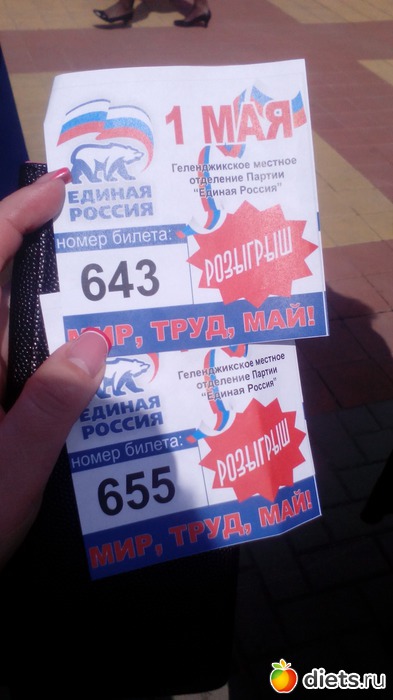 1 МАЯ
Геленджикское местное
отделение Партии
"Единая Россия"
ЕДИНАЯ
РОССИЯ
номер билета:
643
РОЗЫГРЫШ
МИР, ТРУД, МАЙ!
Геленджикское местное
отделение Партии
"Единая Россия"
ЕДИНАЯ
РОССИЯ
номер билета:
655
РОЗЫГРЫШ
МИР, ТРУД, МАЙ!
diets.ru